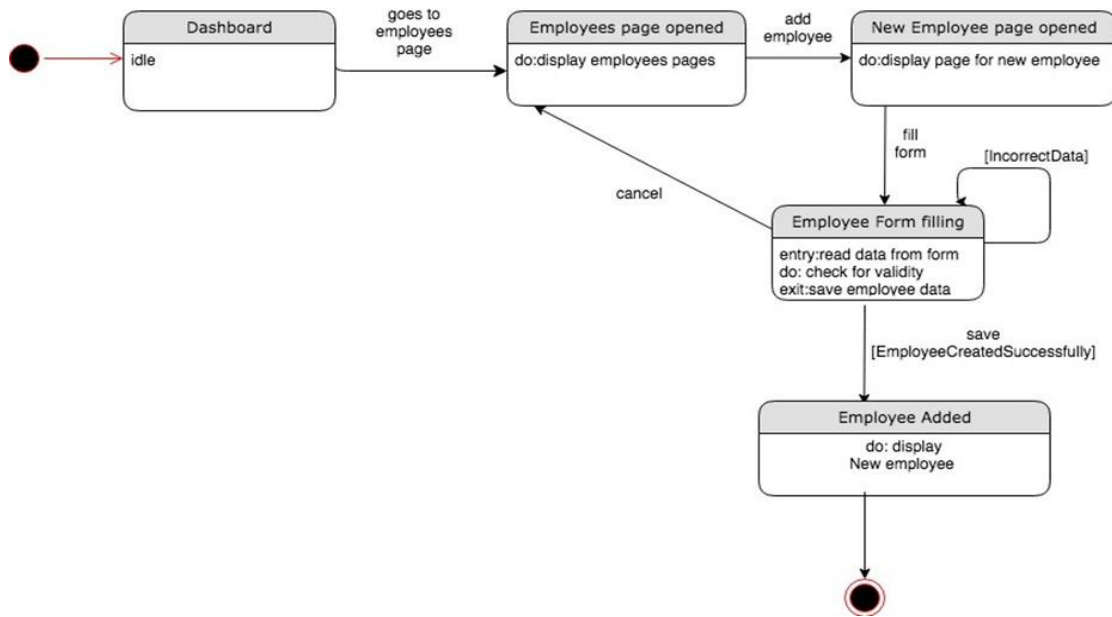 Dashboard
idle
goes to
employees
page
Employees page opened
do:display employees pages
add
employee
New Employee page opened
do:display page for new employee
fill
form
[IncorrectData]
cancel
Employee Form filling
entry:read data from form
do: check for validity
exit:save employee data
save
[EmployeeCreatedSuccessfully]
Employee Added
do: display
New employee